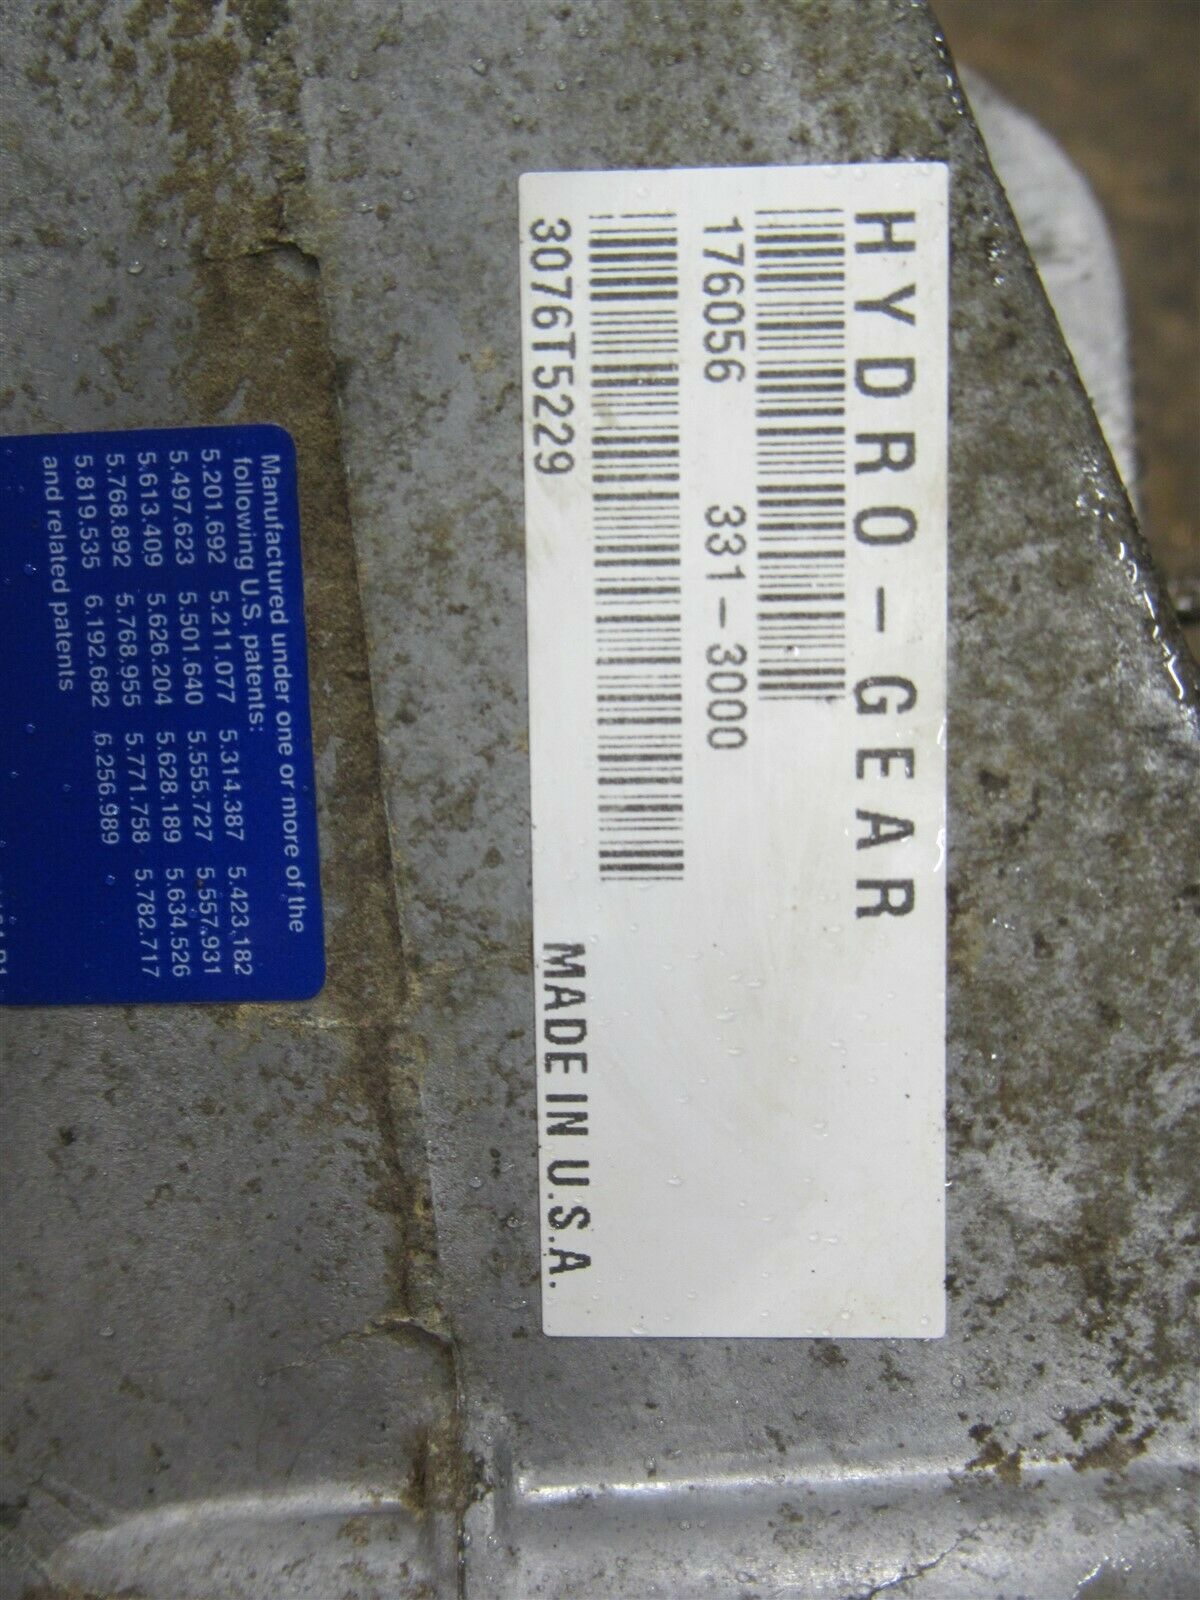 HYDRO-GEAR
176056 331-3000
3076T5229
MADE IN U.S.A.
Manufactured under one or more of the
following U.S. patents:
5.201.692 5.211.077 5.314.387 5.423.182
5.497.623 5.501.640 5.555.727 5.557.931
5.613.409 5.626.204 5.628.189 5.634.526
5.768.892 5.768.955 5.771.758 5.782.717
5.819.535 6.192.682 6.256.989
and related patents